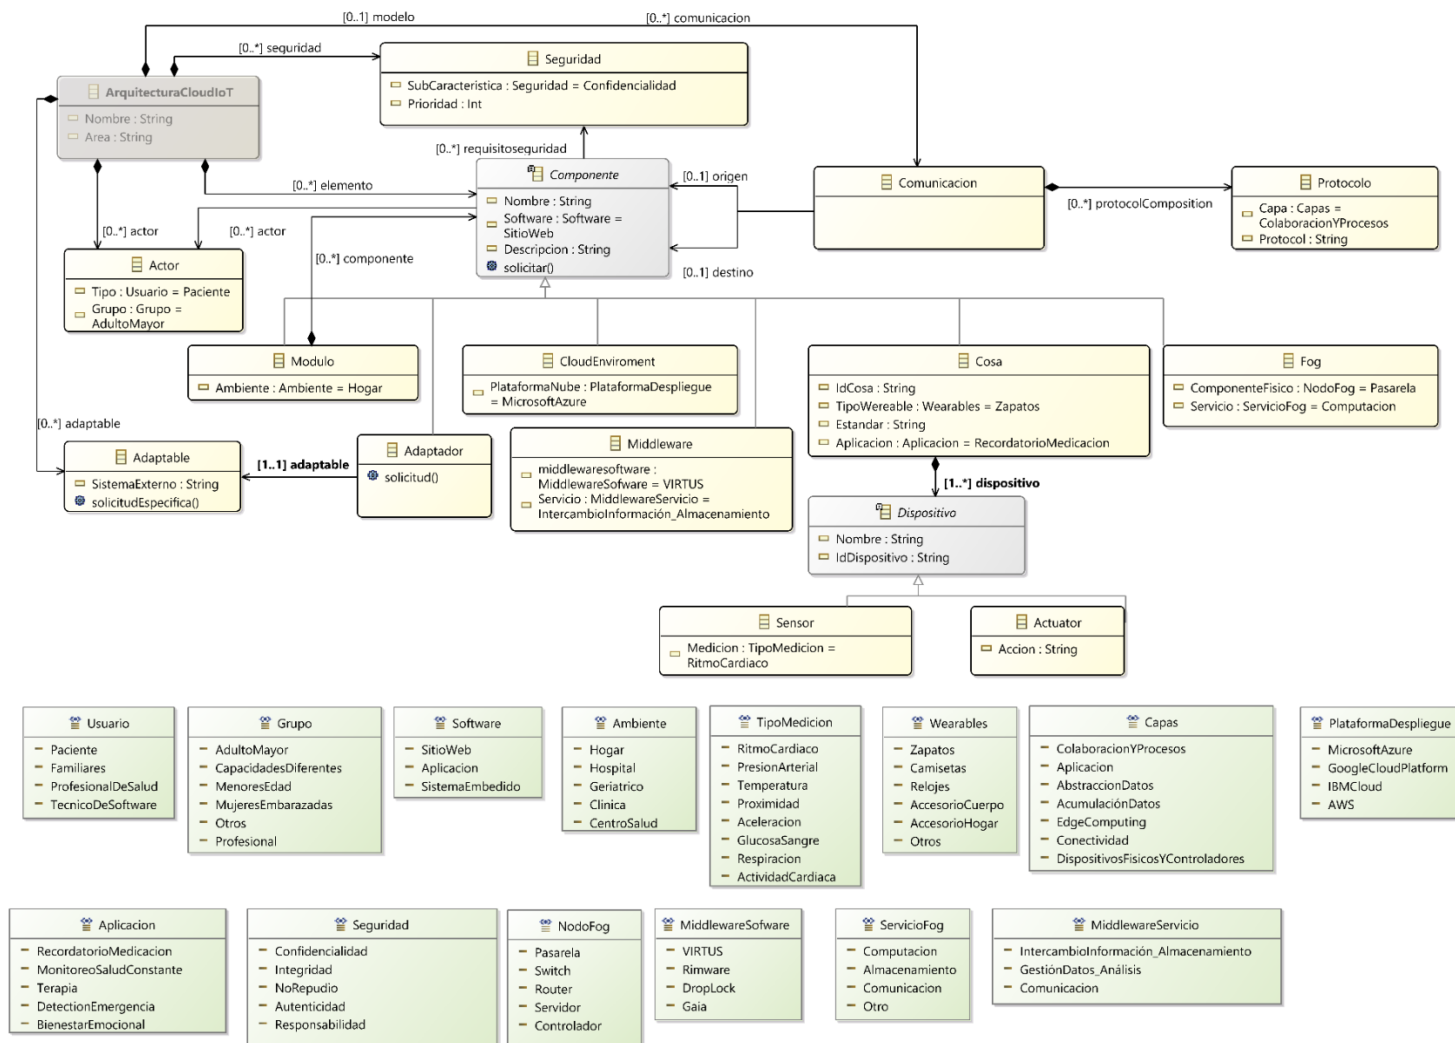 [0..1] modelo
[0..*] comunicacion
[0..*] seguridad
Seguridad
SubCaracteristica : Seguridad = Confidencialidad
Prioridad : Int
ArquitecturaCloudIoT
Nombre : String
Area : String
[0..*] requisitoseguridad
[0..*] elemento
Componente
Nombre : String
Software : Software =
SitioWeb
Descripcion : String
solicitar()
[0..1] origen
[0..1] destino
Comunicacion
[0..*] protocolComposition
Protocolo
Capa : Capas =
ColaboracionYProcesos
Protocol : String
[0..*] actor
[0..*] actor
Actor
Tipo : Usuario = Paciente
Grupo : Grupo =
AdultoMayor
[0..*] componente
Modulo
Ambiente : Ambiente = Hogar
CloudEnviroment
PlataformaNube : PlataformaDespliegue
= MicrosoftAzure
Cosa
IdCosa : String
TipoWereable : Wearables = Zapatos
Estandar : String
Aplicacion : Aplicacion = RecordatorioMedicacion
Fog
ComponenteFisico : NodoFog = Pasarela
Servicio : ServicioFog = Computacion
[0..*] adaptable
Adaptable
SistemaExterno : String
solicitudEspecifica()
[1..1] adaptable
Adaptador
solicitud()
Middleware
middlewaresoftware :
MiddlewareSofware = VIRTUS
Servicio : MiddlewareServicio =
IntercambioInformación_Almacenamiento
[1..*] dispositivo
Dispositivo
Nombre : String
IdDispositivo : String
Sensor
Medicion : TipoMedicion =
RitmoCardiaco
Actuator
Accion : String
Usuario
Paciente
Familiares
ProfesionalDeSalud
TecnicoDeSoftware
Grupo
AdultoMayor
CapacidadesDiferentes
MenoresEdad
MujeresEmbarazadas
Otros
Profesional
Software
SitioWeb
Aplicacion
SistemaEmbedido
Ambiente
Hogar
Hospital
Geriatrico
Clinica
CentroSalud
TipoMedicion
RitmoCardiaco
PresionArterial
Temperatura
Proximidad
Aceleracion
GlucosaSangre
Respiracion
ActividadCardiaca
Wearables
Zapatos
Camisetas
Relojes
AccesorioCuerpo
AccesorioHogar
Otros
Capas
ColaboracionYProcesos
Aplicacion
AbstraccionDatos
AcumulaciónDatos
EdgeComputing
Conectividad
DispositivosFisicosYControladores
PlataformaDespliegue
MicrosoftAzure
GoogleCloudPlatform
IBMCloud
AWS
Aplicacion
RecordatorioMedicacion
MonitoreoSaludConstante
Terapia
DetectionEmergencia
BienestarEmocional
Seguridad
Confidencialidad
Integridad
NoRepudio
Autenticidad
Responsabilidad
NodoFog
Pasarela
Switch
Router
Servidor
Controlador
MiddlewareSofware
VIRTUS
Rimware
DropLock
Gaia
ServicioFog
Computacion
Almacenamiento
Comunicacion
Otro
MiddlewareServicio
IntercambioInformación_Almacenamiento
GestiónDatos_Análisis
Comunicacion